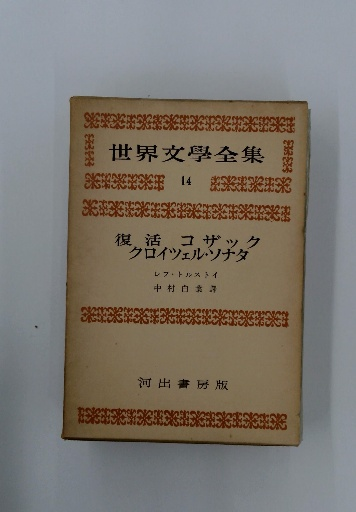 世界文學全集
14
復活 コザック
クロイツェル・ソナタ
レフ・トルストイ
中村白葉譯
河出書房版